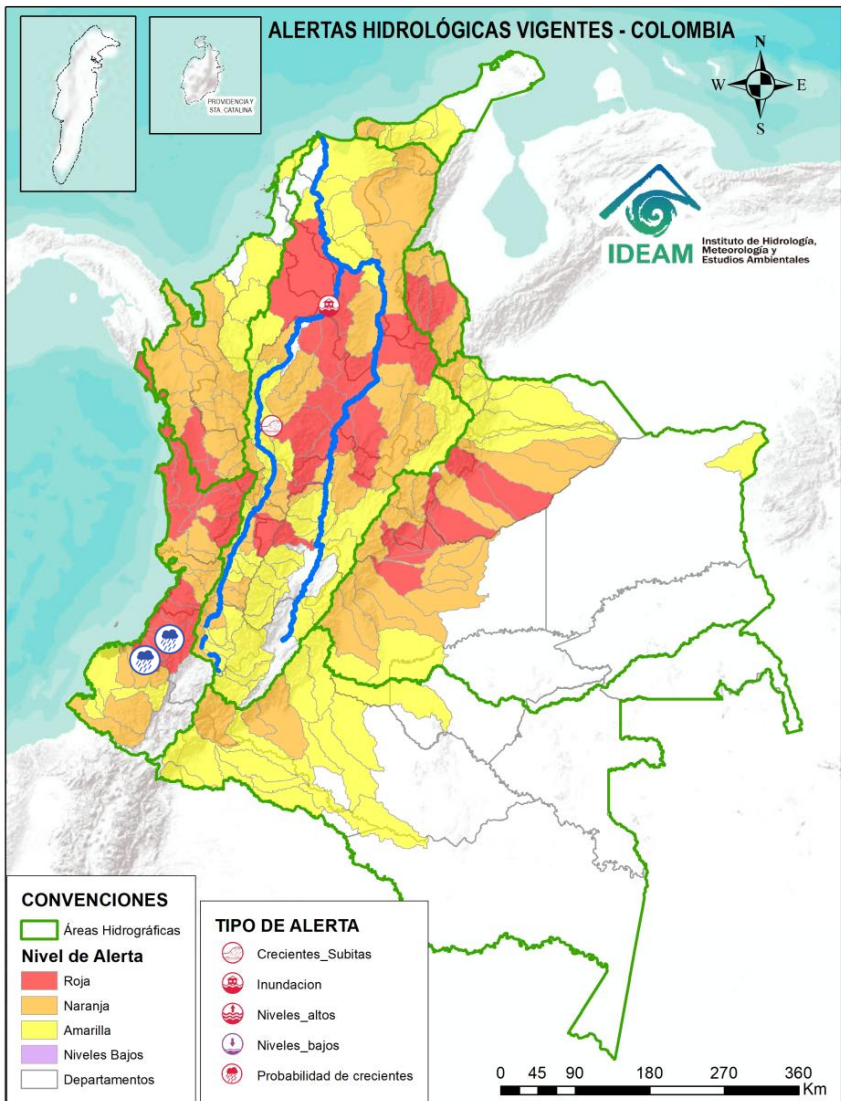 ALERTAS HIDROLÓGICAS VIGENTES - COLOMBIA
PROVIDENCIA Y
STA. CATALINA
N
W
E
S
IDEAM
Instituto de Hidrología,
Meteorología y
Estudios Ambientales
CONVENCIONES
Áreas Hidrográficas
Nivel de Alerta
Roja
Naranja
Amarilla
Niveles Bajos
Departamentos
TIPO DE ALERTA
Crecientes_Subitas
Inundacion
Niveles_altos
Niveles_bajos
Probabilidad de crecientes
0 45 90 180 270 360
Km